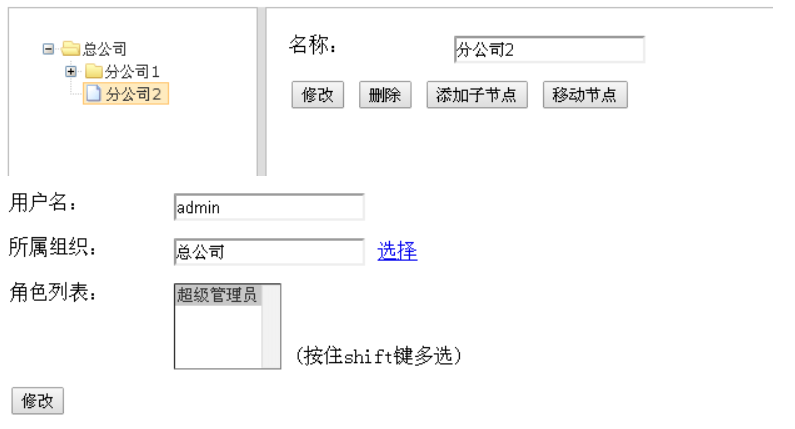 总公司
分公司1
分公司2
名称：
分公司2
修改 删除 添加子节点 移动节点
用户名：
admin
所属组织：
总公司 选择
角色列表：
超级管理员
(按住shift键多选)
修改